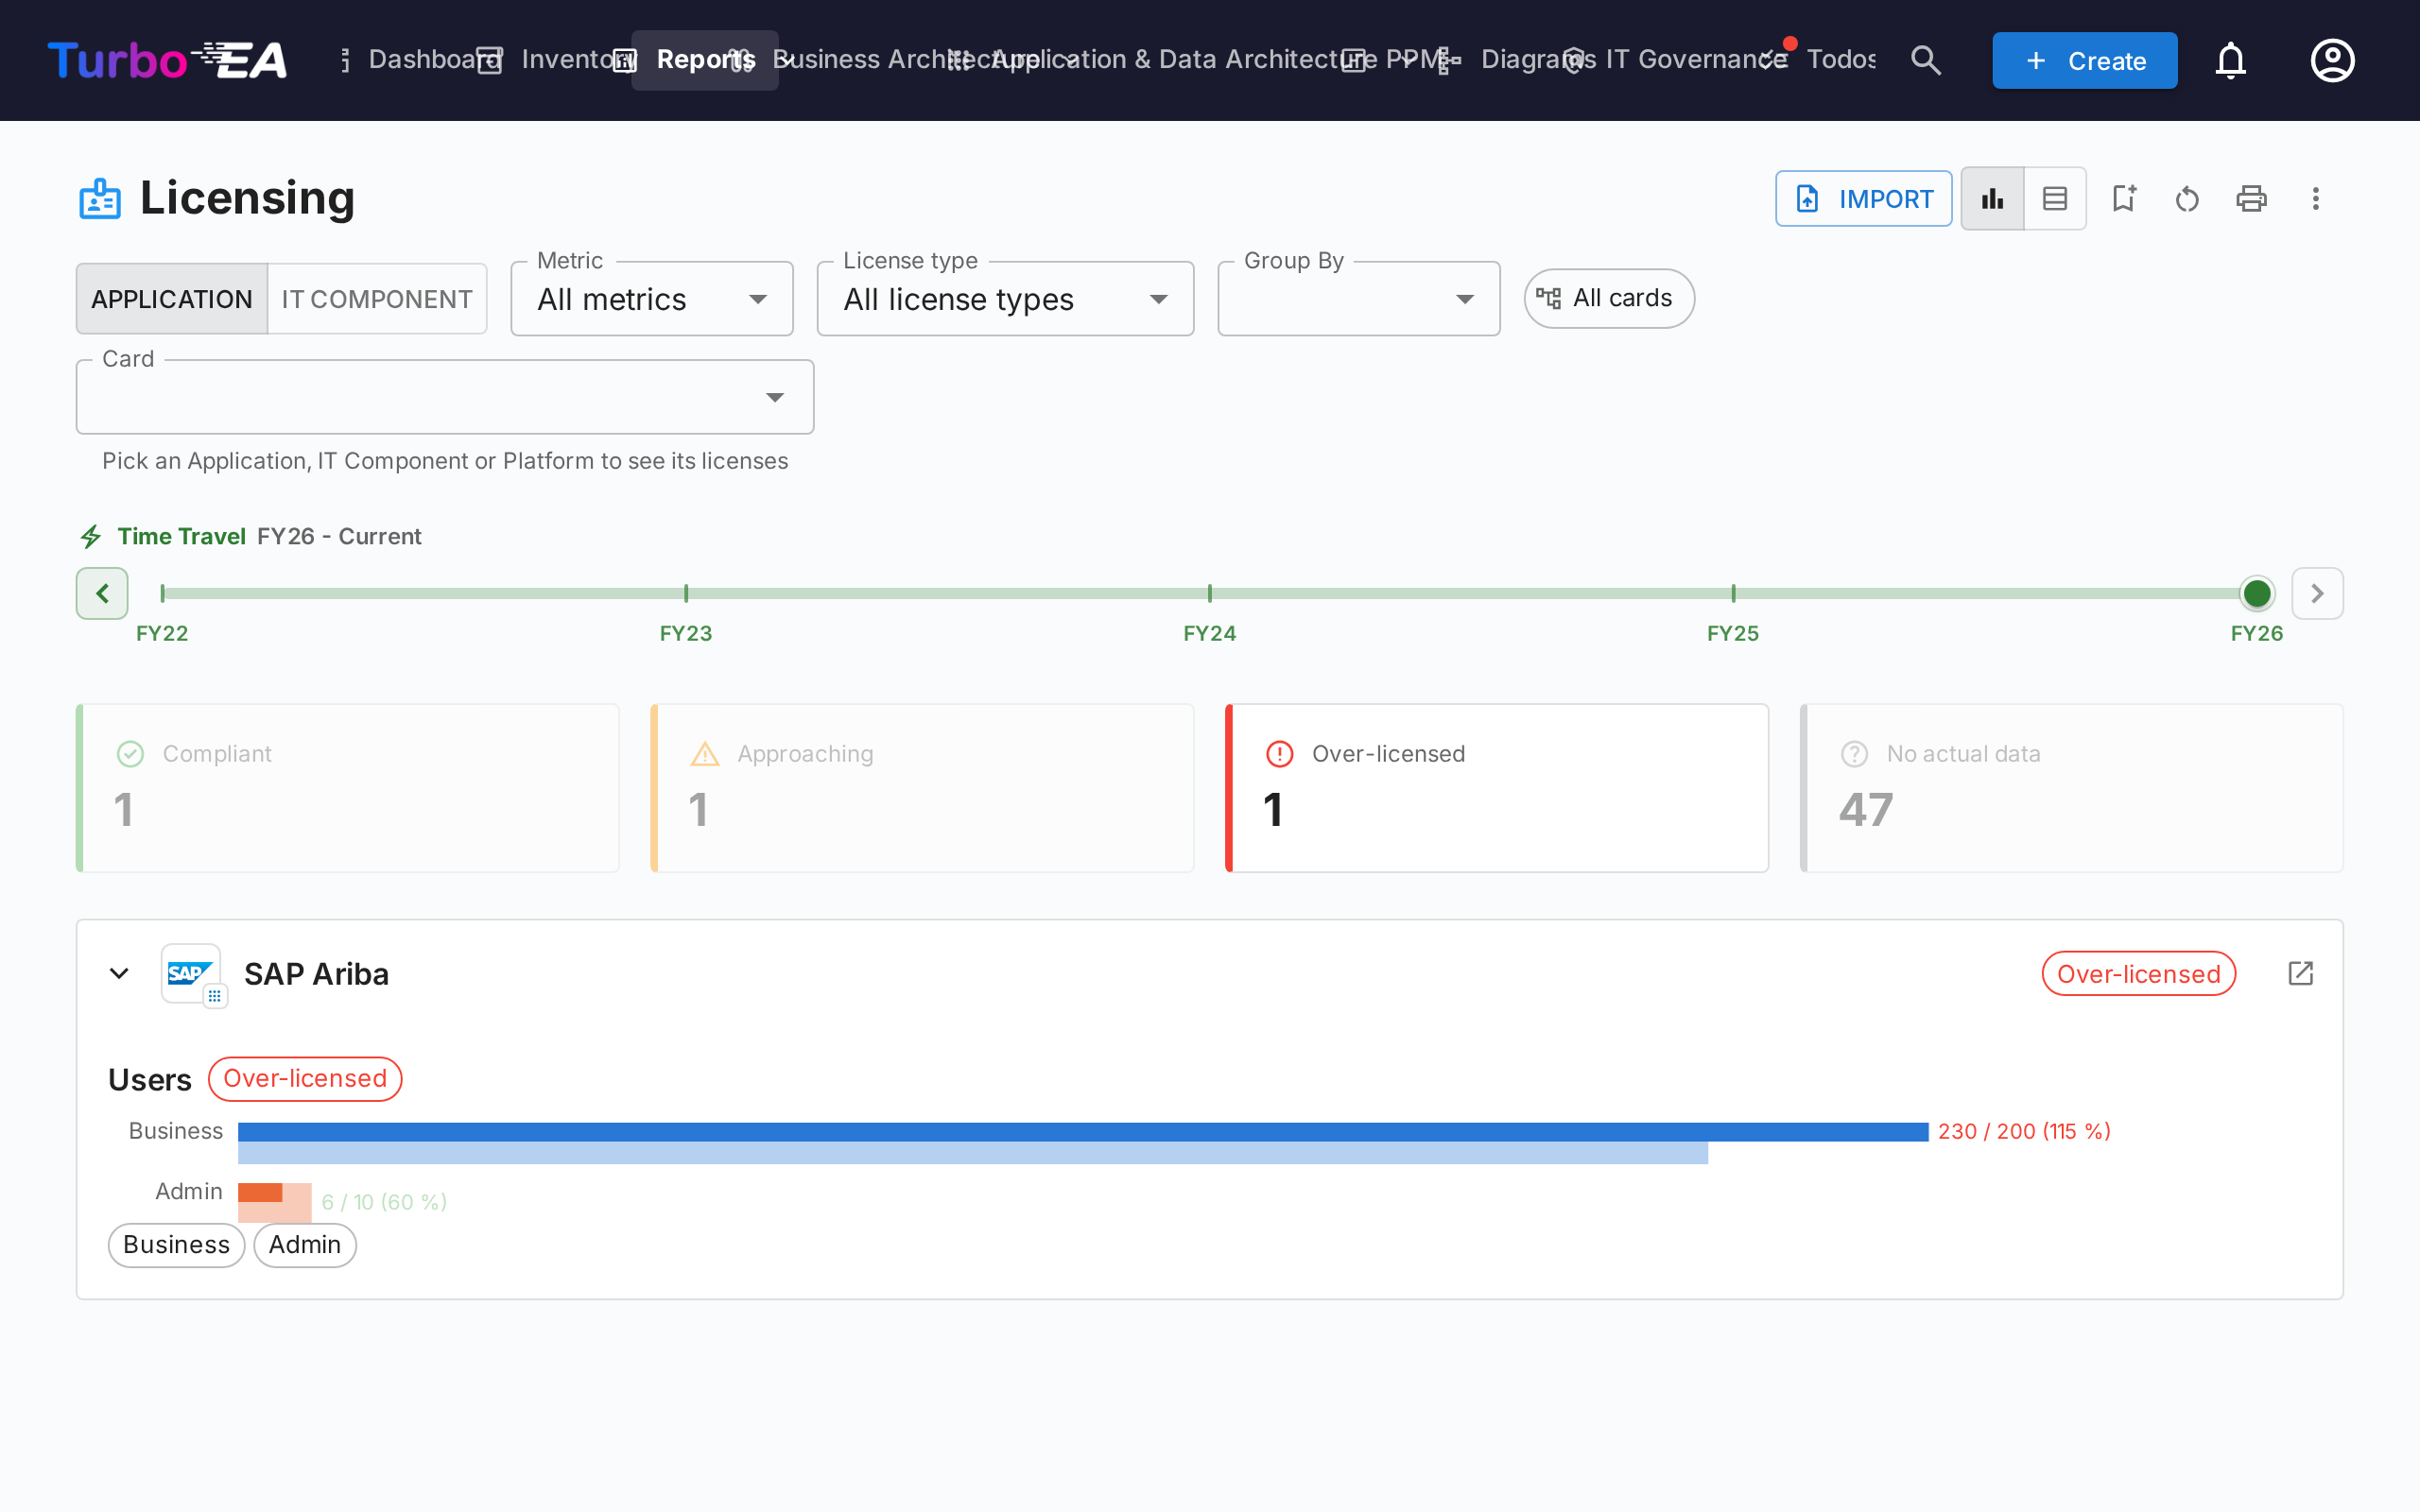 Turbo EA
Dashboard Inventory Reports Business Architecture Application & Data Architecture PPM Diagrams IT Governance Todos
Create
Licensing
IMPORT
APPLICATION IT COMPONENT
Metric
All metrics
License type
All license types
Group By
All cards
Card
Pick an Application, IT Component or Platform to see its licenses
Time Travel FY26 - Current
FY22 FY23 FY24 FY25 FY26
Compliant
1
Approaching
1
Over-licensed
1
No actual data
47
SAP
SAP Ariba
Over-licensed
Users Over-licensed
Business 230 / 200 (115 %)
Admin 6 / 10 (60 %)
Business Admin